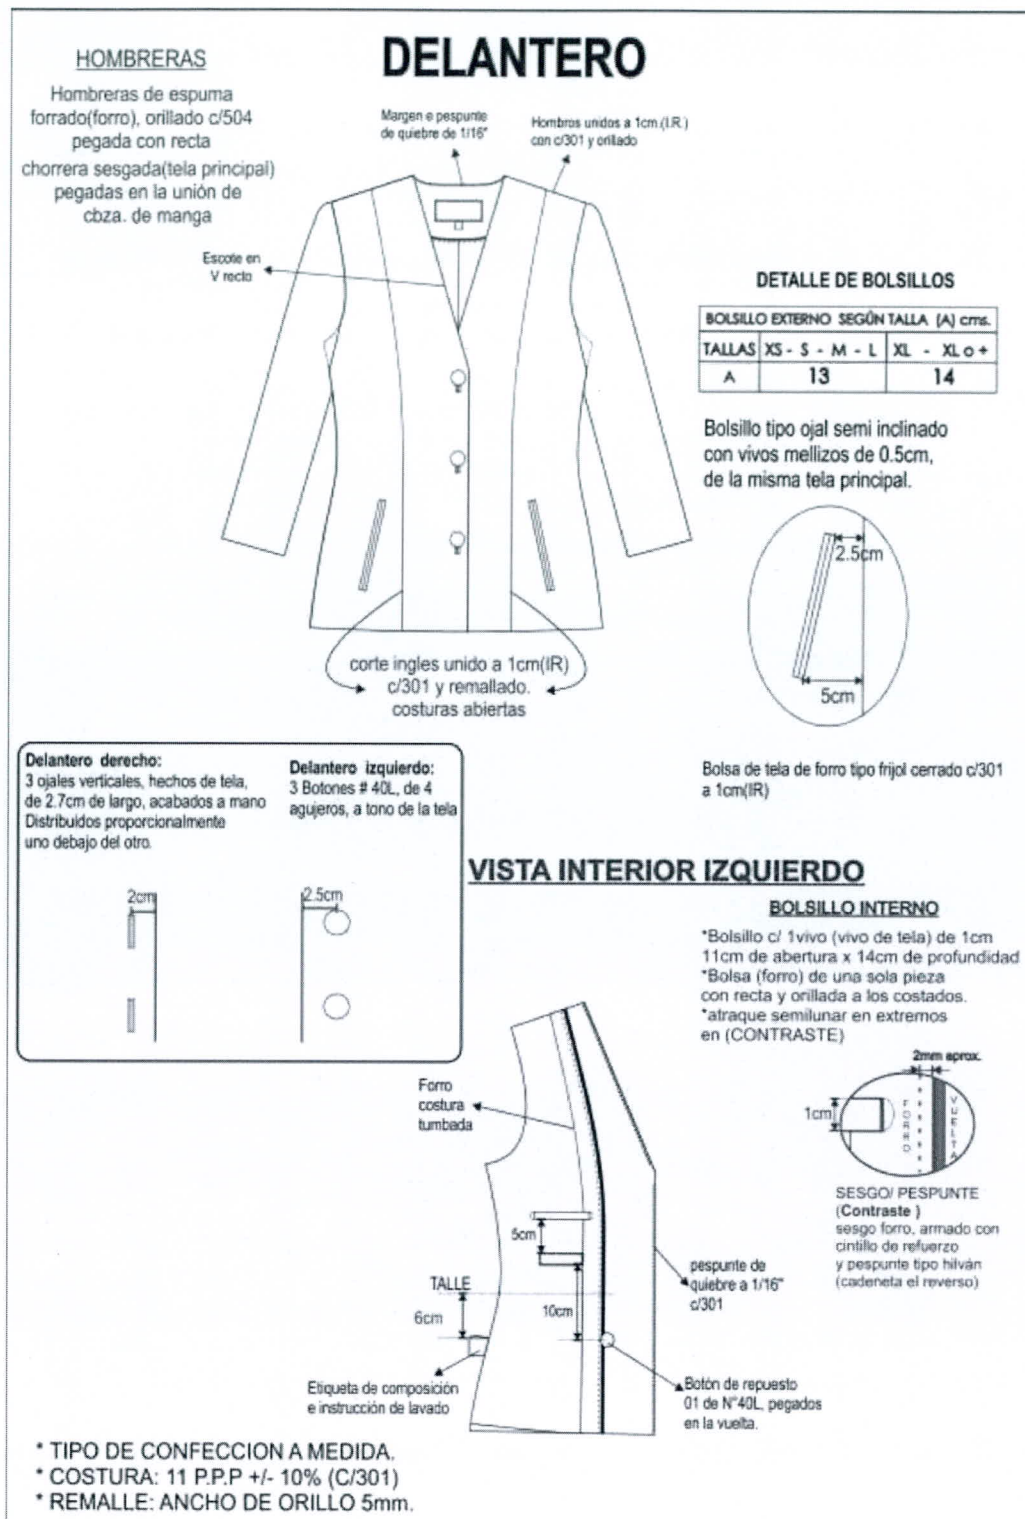 DELANTERO
HOMBRERAS
Hombreras de espuma
forrado(forro), orillado c/504
pegada con recta
chorrera sesgada(tela principal)
pegadas en la unión de
cbza. de manga
Margen e pespunte
de quiebre de 1/16"
Hombros unidos a 1cm.(I.R.)
con c/301 y orillado
Escote en
V recto
DETALLE DE BOLSILLOS
BOLSILLO EXTERNO SEGÚN TALLA (A) cms.
TALLAS XS - S - M - L XL - XL o +
A 13 14
Bolsillo tipo ojal semi inclinado
con vivos mellizos de 0.5cm,
de la misma tela principal.
2.5cm
5cm
corte ingles unido a 1cm(IR)
c/301 y remallado.
costuras abiertas
Bolsa de tela de forro tipo frijol cerrado c/301
a 1cm(IR)
Delantero derecho:
3 ojales verticales, hechos de tela,
de 2.7cm de largo, acabados a mano
Distribuidos proporcionalmente
uno debajo del otro.
Delantero izquierdo:
3 Botones # 40L, de 4
agujeros, a tono de la tela
2cm
2.5cm
VISTA INTERIOR IZQUIERDO
BOLSILLO INTERNO
*Bolsillo c/ 1vivo (vivo de tela) de 1cm
11cm de abertura x 14cm de profundidad
*Bolsa (forro) de una sola pieza
con recta y orillada a los costados.
*atraque semilunar en extremos
en (CONTRASTE)
2mm aprox.
1cm
FORRO
VUELTA
SESGO/ PESPUNTE
(Contraste )
sesgo forro, armado con
cintillo de refuerzo
y pespunte tipo hilván
(cadeneta el reverso)
Forro
costura
tumbada
5cm
TALLE
6cm
10cm
pespunte de
quiebre a 1/16"
c/301
Etiqueta de composición
e instrucción de lavado
Botón de repuesto
01 de N°40L, pegados
en la vuelta.
* TIPO DE CONFECCION A MEDIDA.
* COSTURA: 11 P.P.P +/- 10% (C/301)
* REMALLE: ANCHO DE ORILLO 5mm.